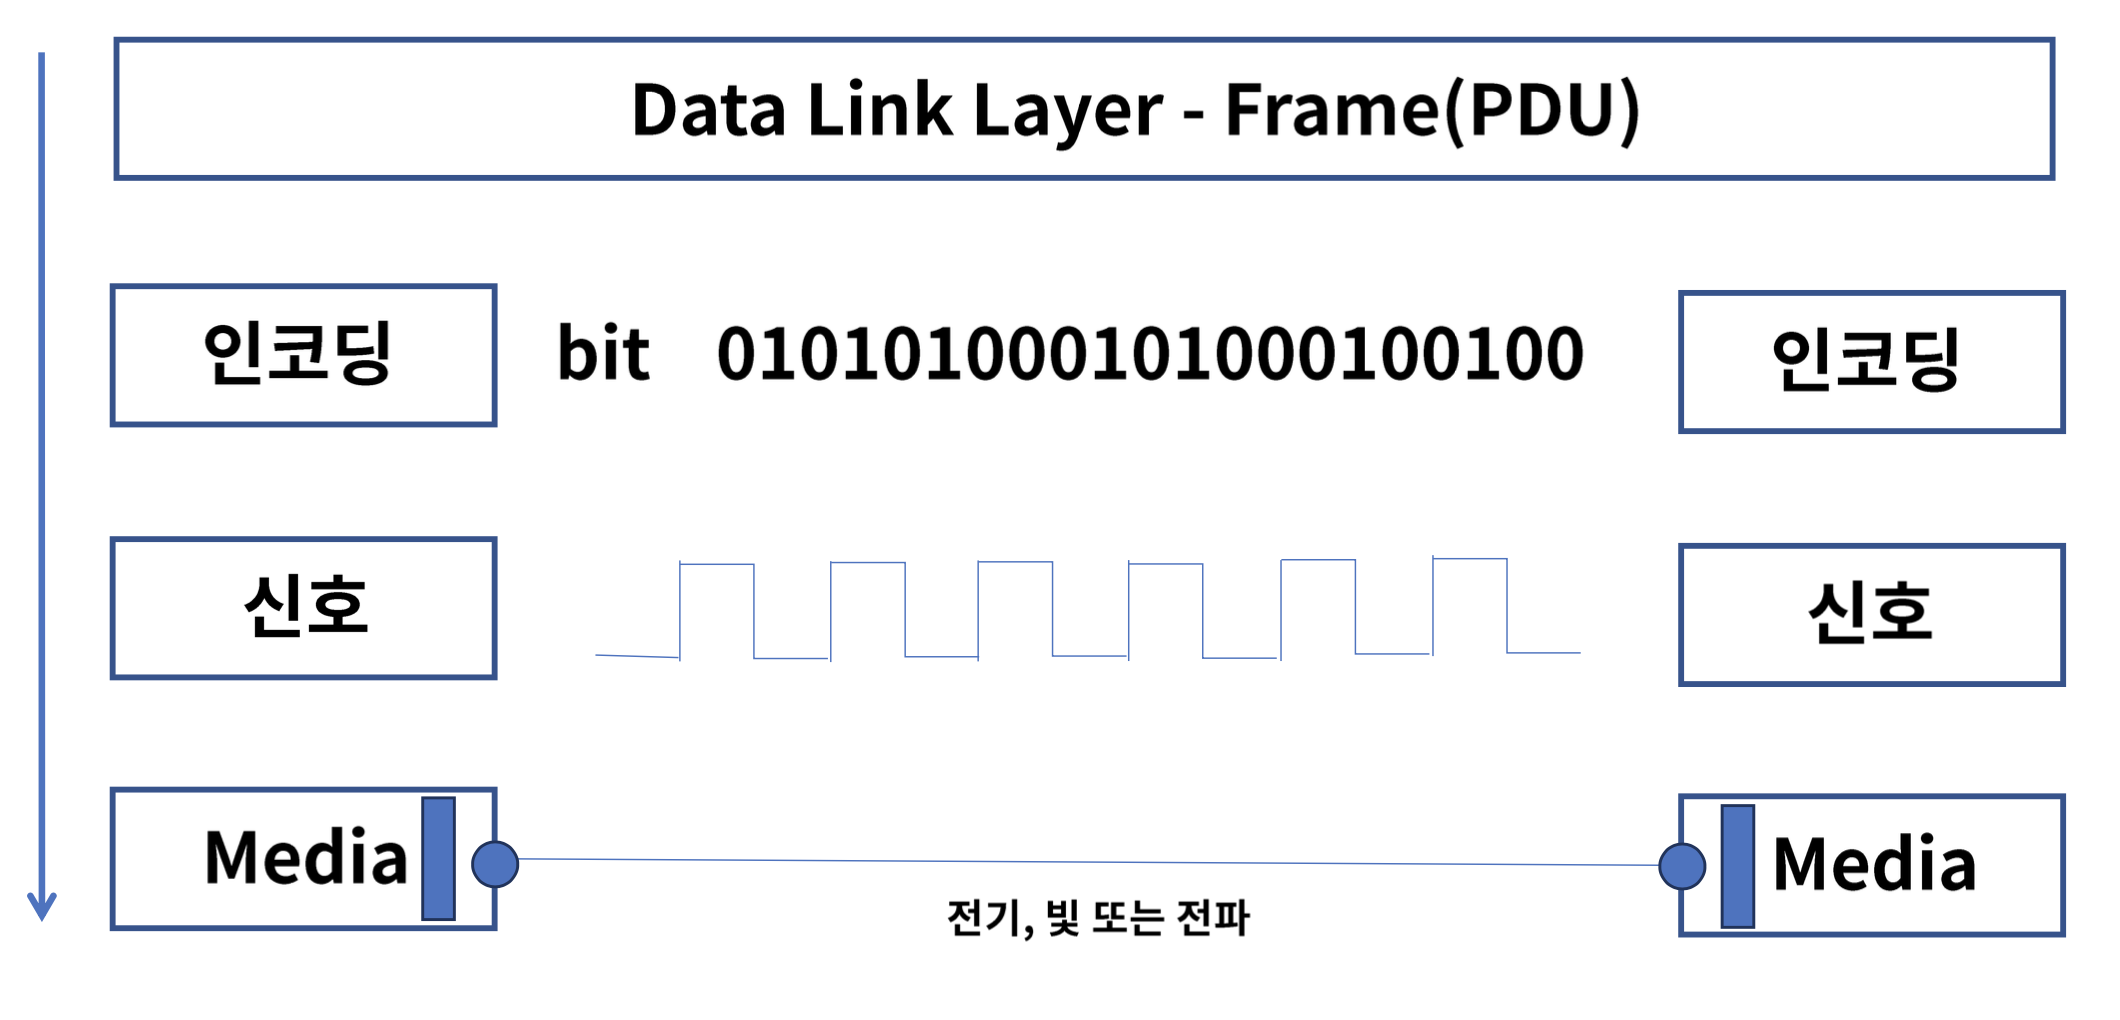 Data Link Layer - Frame(PDU)
인코딩 bit 010101000101000100100 인코딩
신호 신호
Media Media
전기, 빛 또는 전파